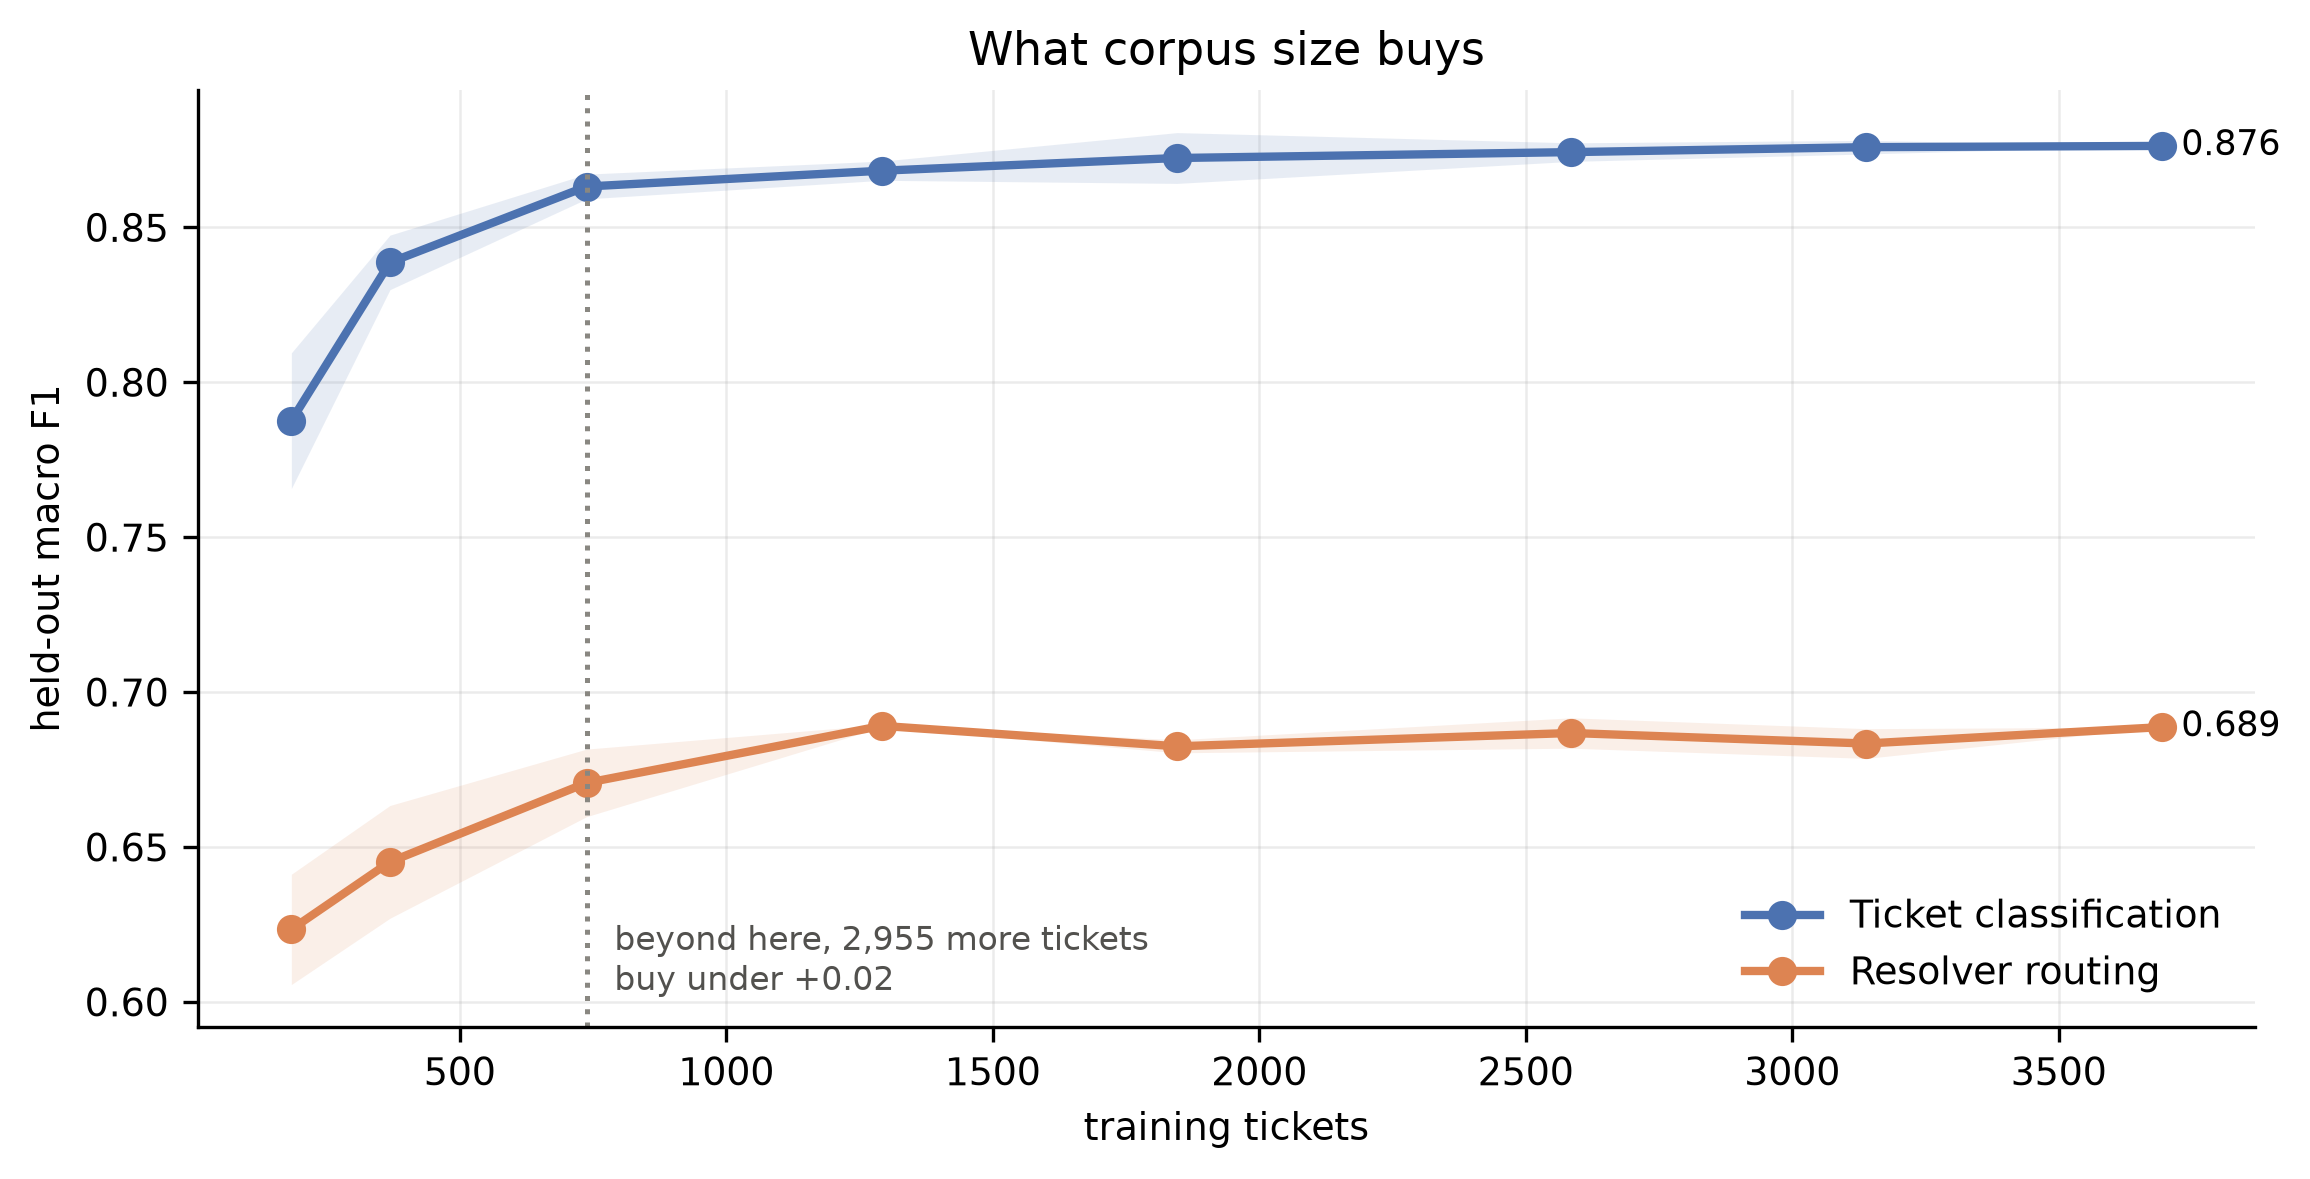 What corpus size buys
held-out macro F1
0.85
0.80
0.75
0.70
0.65
0.60
0.876
0.689
beyond here, 2,955 more tickets
buy under +0.02
Ticket classification
Resolver routing
500 1000 1500 2000 2500 3000 3500
training tickets